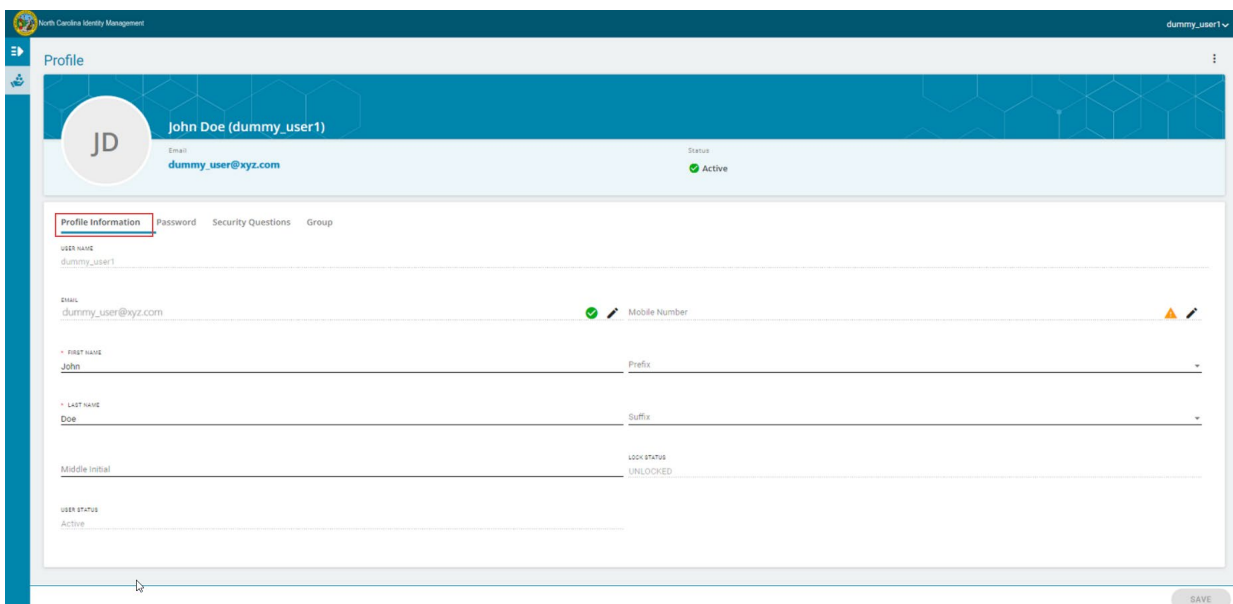 North Carolina Identity Management
dummy_user1
Profile
JD
John Doe (dummy_user1)
Email
Status
dummy_user@xyz.com
Active
Profile Information Password Security Questions Group
USER NAME
dummy_user1
EMAIL
dummy_user@xyz.com
Mobile Number
* FIRST NAME
John
Prefix
* LAST NAME
Doe
Suffix
LOCK STATUS
Middle Initial
UNLOCKED
USER STATUS
Active
SAVE